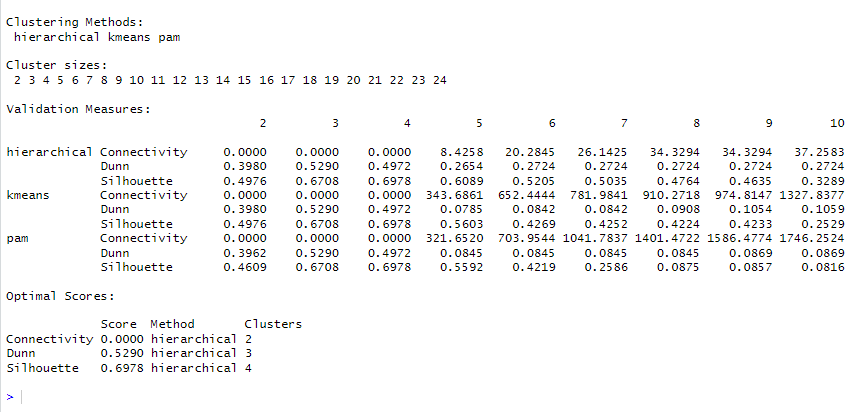 Clustering Methods:
 hierarchical kmeans pam

Cluster sizes:
 2 3 4 5 6 7 8 9 10 11 12 13 14 15 16 17 18 19 20 21 22 23 24

Validation Measures:
                                 2         3         4         5         6         7         8         9        10

hierarchical Connectivity     0.0000    0.0000    0.0000    8.4258   20.2845   26.1425   34.3294   34.3294   37.2583
             Dunn             0.3980    0.5290    0.4972    0.2654    0.2724    0.2724    0.2724    0.2724    0.2724
             Silhouette       0.4976    0.6708    0.6978    0.6089    0.5205    0.5035    0.4764    0.4635    0.3289
kmeans       Connectivity     0.0000    0.0000    0.0000  343.6861  652.4444  781.9841  910.2718  974.8147 1327.8377
             Dunn             0.3980    0.5290    0.4972    0.0785    0.0842    0.0842    0.0908    0.1054    0.1059
             Silhouette       0.4976    0.6708    0.6978    0.5603    0.4269    0.4252    0.4224    0.4233    0.2529
pam          Connectivity     0.0000    0.0000    0.0000  321.6520  703.9544 1041.7837 1401.4722 1586.4774 1746.2524
             Dunn             0.3962    0.5290    0.4972    0.0845    0.0845    0.0845    0.0845    0.0869    0.0869
             Silhouette       0.4609    0.6708    0.6978    0.5592    0.4219    0.2586    0.0875    0.0857    0.0816

Optimal Scores:

             Score  Method       Clusters
Connectivity 0.0000 hierarchical 2
Dunn         0.5290 hierarchical 3
Silhouette   0.6978 hierarchical 4

>